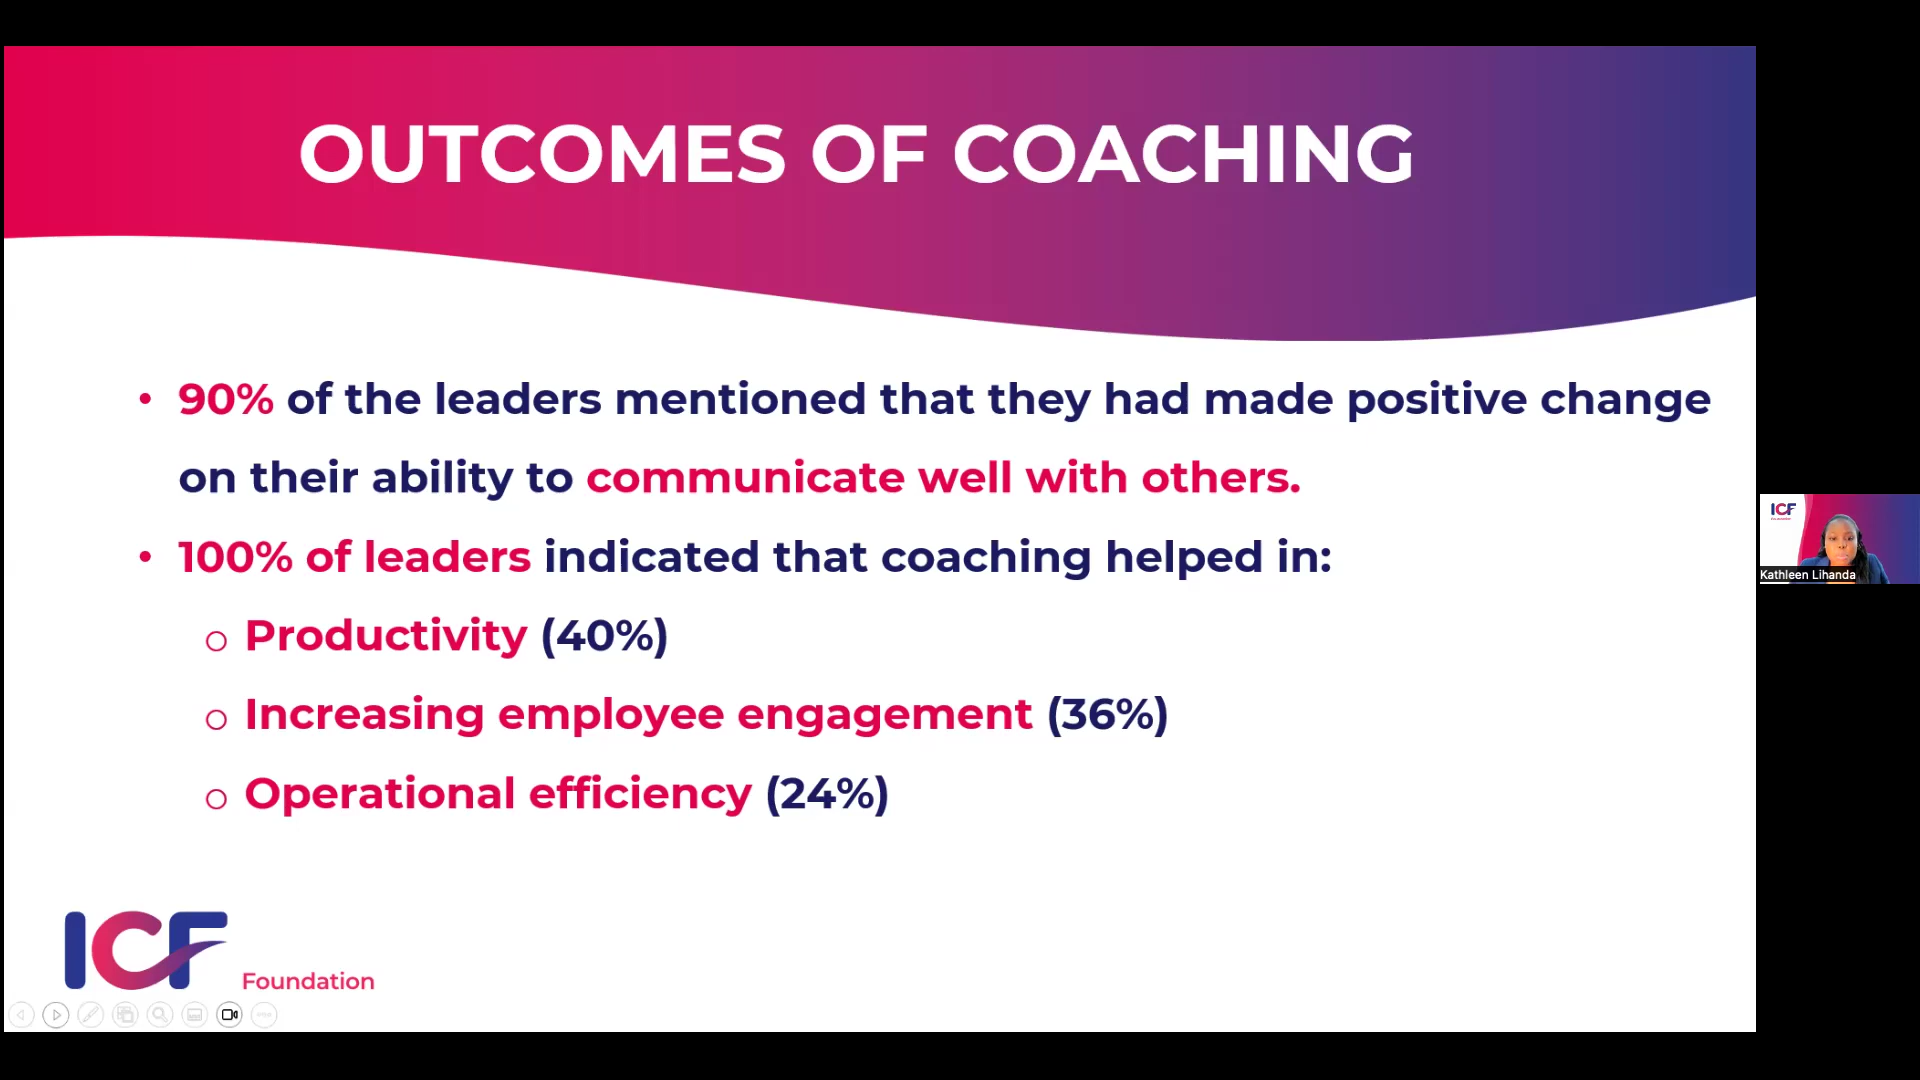 OUTCOMES OF COACHING
• 90% of the leaders mentioned that they had made positive change
on their ability to communicate well with others.
• 100% of leaders indicated that coaching helped in:
o Productivity (40%)
o Increasing employee engagement (36%)
o Operational efficiency (24%)
ICF Foundation
ICF
Kathleen Lihanda